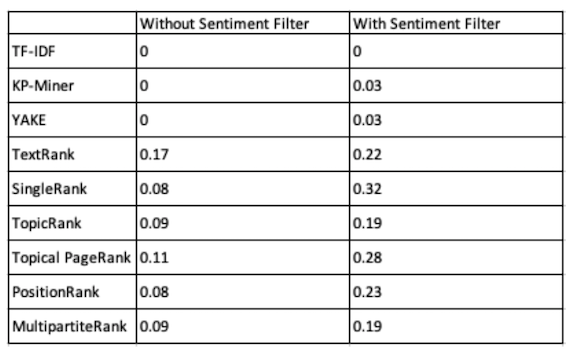 Without Sentiment Filter With Sentiment Filter
TF-IDF 0 0
KP-Miner 0 0.03
YAKE 0 0.03
TextRank 0.17 0.22
SingleRank 0.08 0.32
TopicRank 0.09 0.19
Topical PageRank 0.11 0.28
PositionRank 0.08 0.23
MultipartiteRank 0.09 0.19